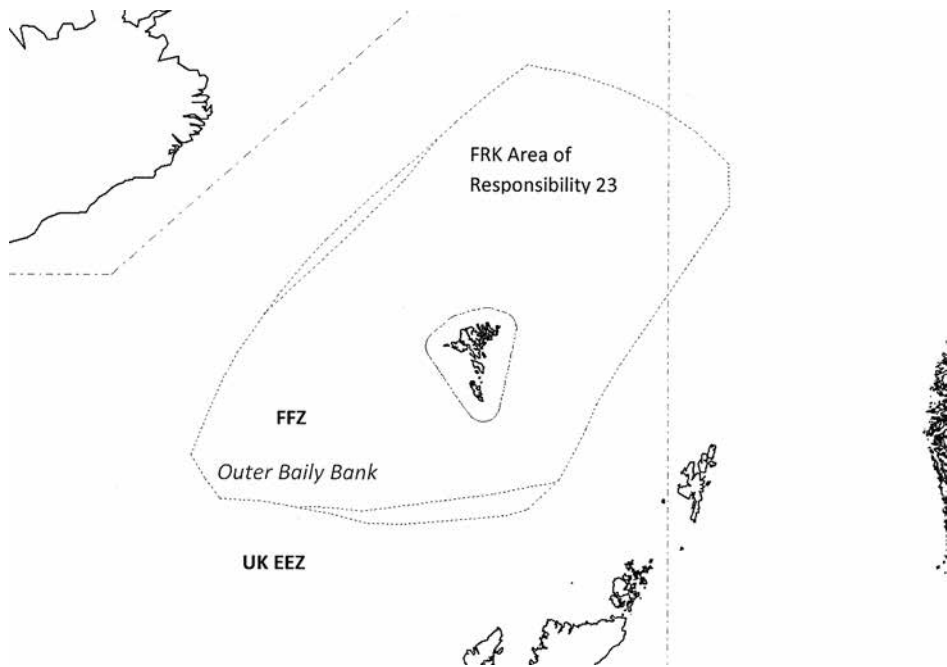 FRK Area of
Responsibility 23
FFZ
Outer Baily Bank
UK EEZ